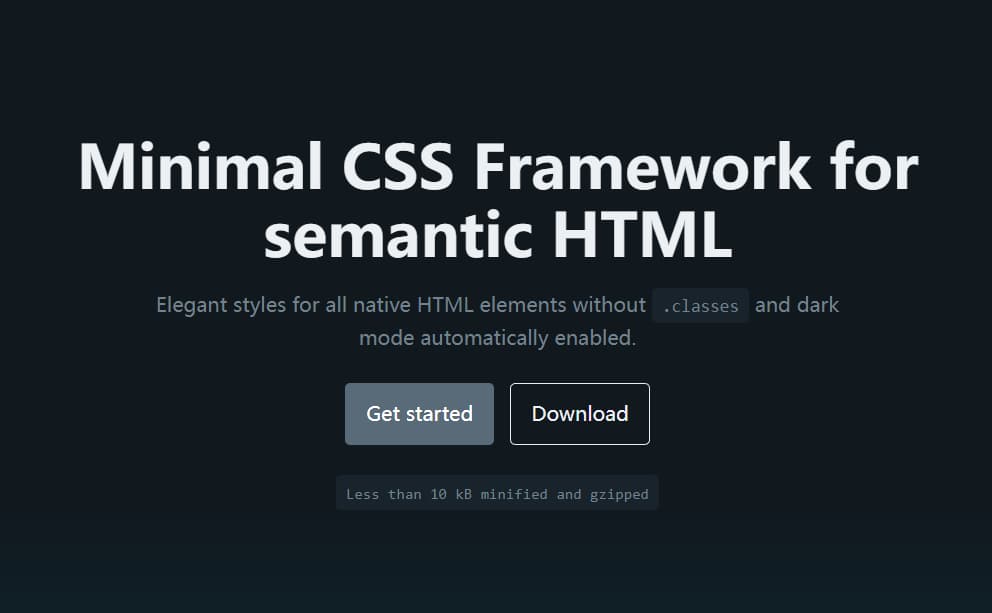 Minimal CSS Framework for
semantic HTML
Elegant styles for all native HTML elements without .classes and dark
mode automatically enabled.
Get started Download
Less than 10 kB minified and gzipped